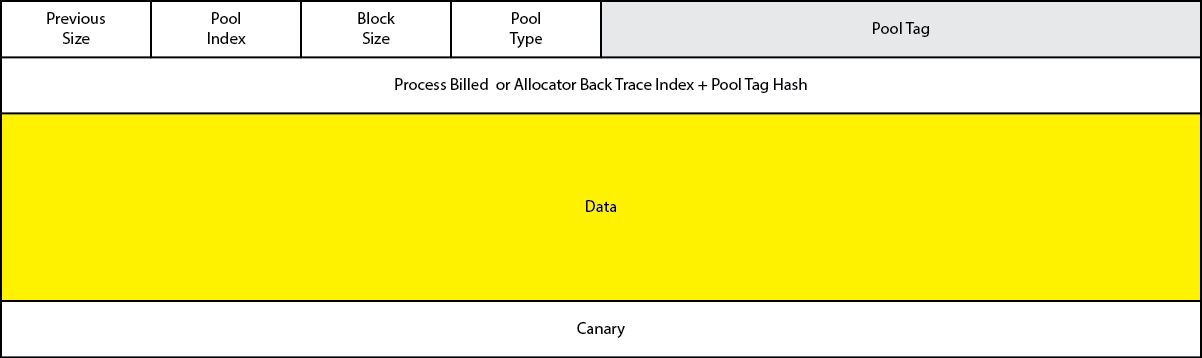 Previous
Size
Pool
Index
Block
Size
Pool
Type
Pool Tag
Process Billed or Allocator Back Trace Index + Pool Tag Hash
Data
Canary